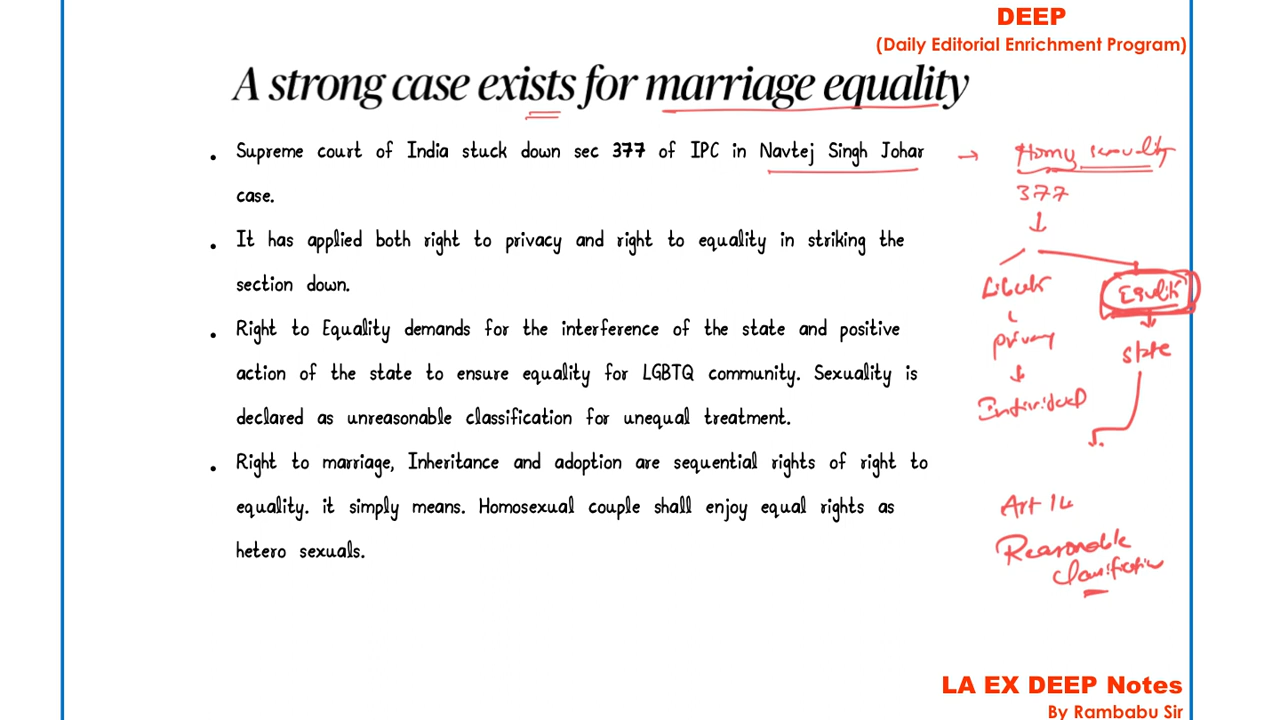 DEEP
(Daily Editorial Enrichment Program)
A strong case exists for marriage equality
• Supreme court of India stuck down sec 377 of IPC in Navtej Singh Johar
case.
• It has applied both right to privacy and right to equality in striking the
section down.
• Right to Equality demands for the interference of the state and positive
action of the state to ensure equality for LGBTQ community. Sexuality is
declared as unreasonable classification for unequal treatment.
• Right to marriage, Inheritance and adoption are sequential rights of right to
equality. it simply means. Homosexual couple shall enjoy equal rights as
hetero sexuals.
377
privacy
state
Art 14
Reasonable
classification
LA EX DEEP Notes
By Rambabu Sir